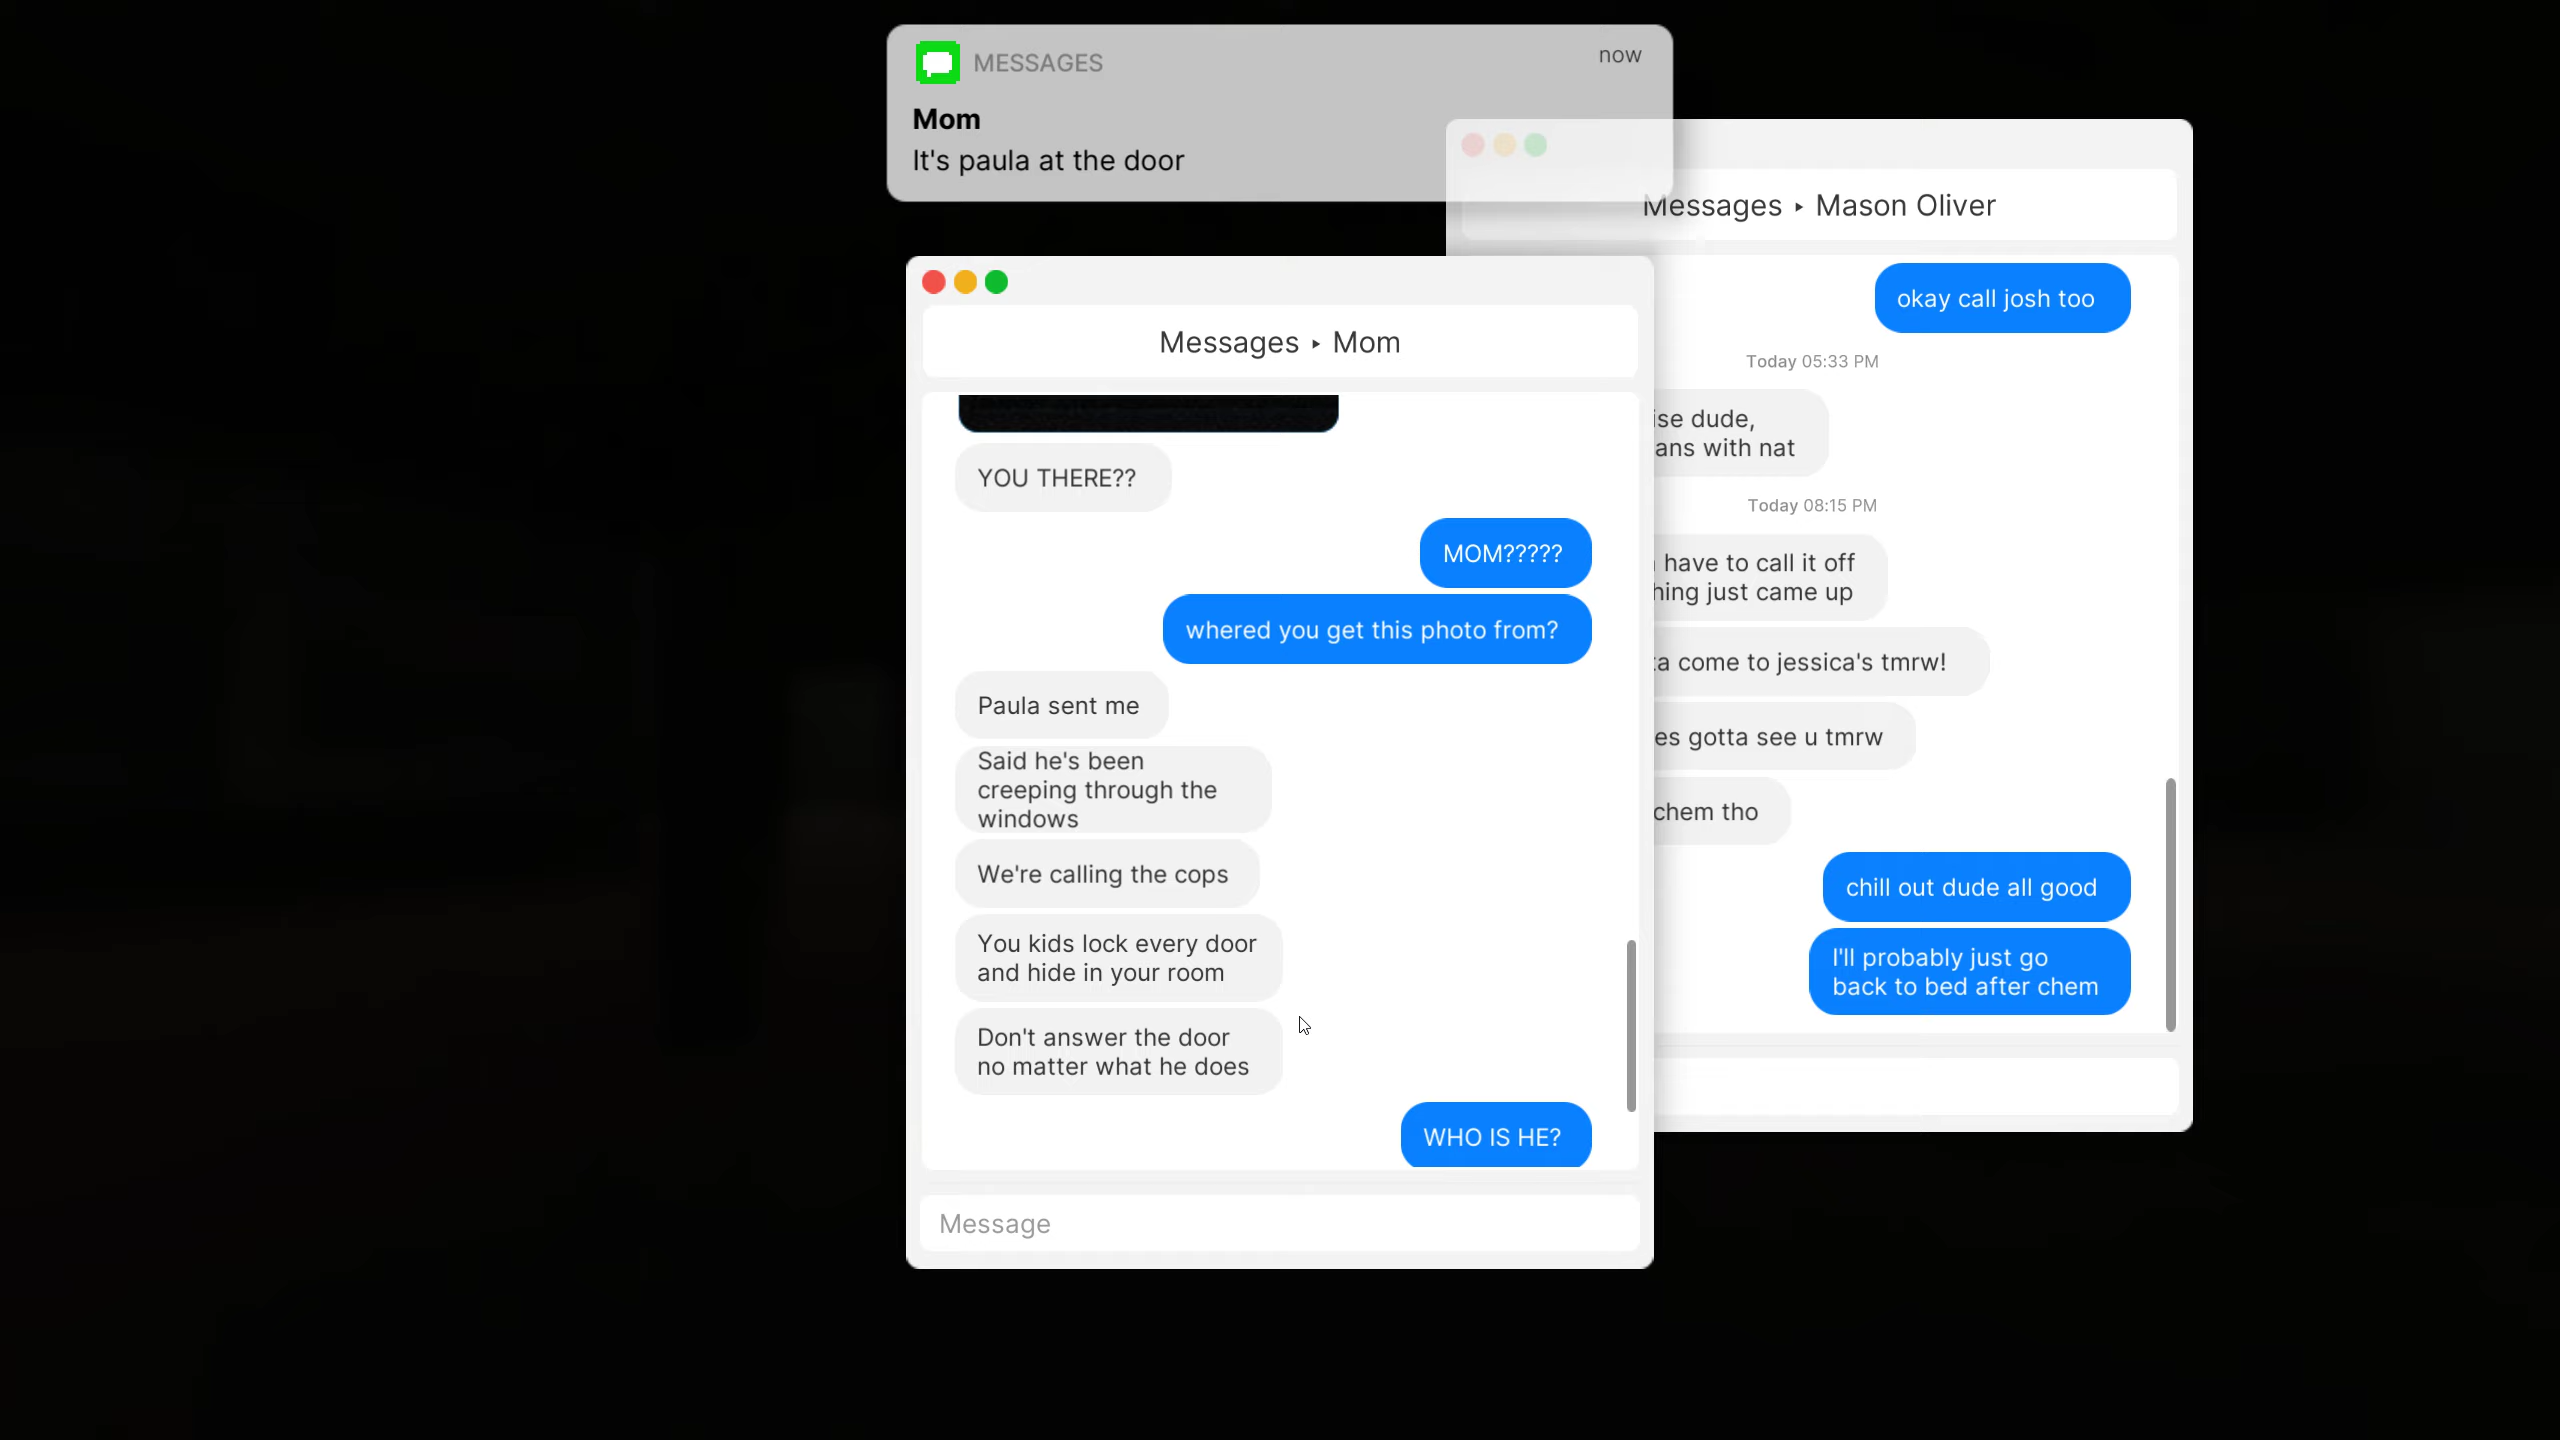 MESSAGES
now
Mom
It's paula at the door
Messages ▸ Mom
YOU THERE??
MOM?????
whered you get this photo from?
Paula sent me
Said he's been
creeping through the
windows
We're calling the cops
You kids lock every door
and hide in your room
Don't answer the door
no matter what he does
WHO IS HE?
Message
Messages ▸ Mason Oliver
okay call josh too
Today 05:33 PM
dude,
with nat
Today 08:15 PM
have to call it off
just came up
come to jessica's tmrw!
gotta see u tmrw
chem tho
chill out dude all good
I'll probably just go
back to bed after chem